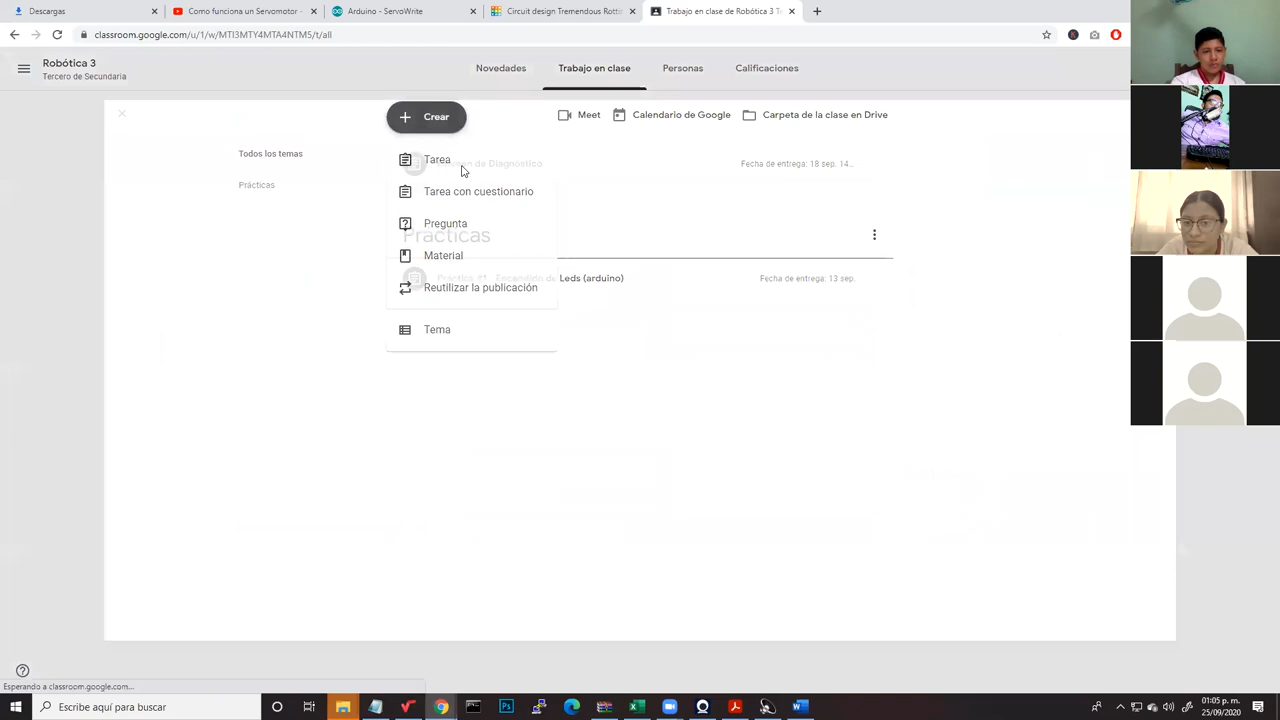 Descargas
Como funciona un Servomotor -
Arduino - ServoWrite
Circuit design Tremendous Rotti
Trabajo en clase de Robótica 3 T
classroom.google.com/u/1/w/MTI3MTY4MTA4NTM5/t/all
Robótica 3
Tercero de Secundaria
Novedades
Trabajo en clase
Personas
Calificaciones
Crear
Meet
Calendario de Google
Carpeta de la clase en Drive
Todos los temas
Prácticas
Tarea
de Diagnostico
Fecha de entrega: 18 sep. 14...
Tarea con cuestionario
Pregunta
Prácticas
Material
Leds (arduino)
Fecha de entrega: 13 sep.
Reutilizar la publicación
Tema
Esperando a classroom.google.com...
Escribe aquí para buscar
01:05 p. m.
25/09/2020